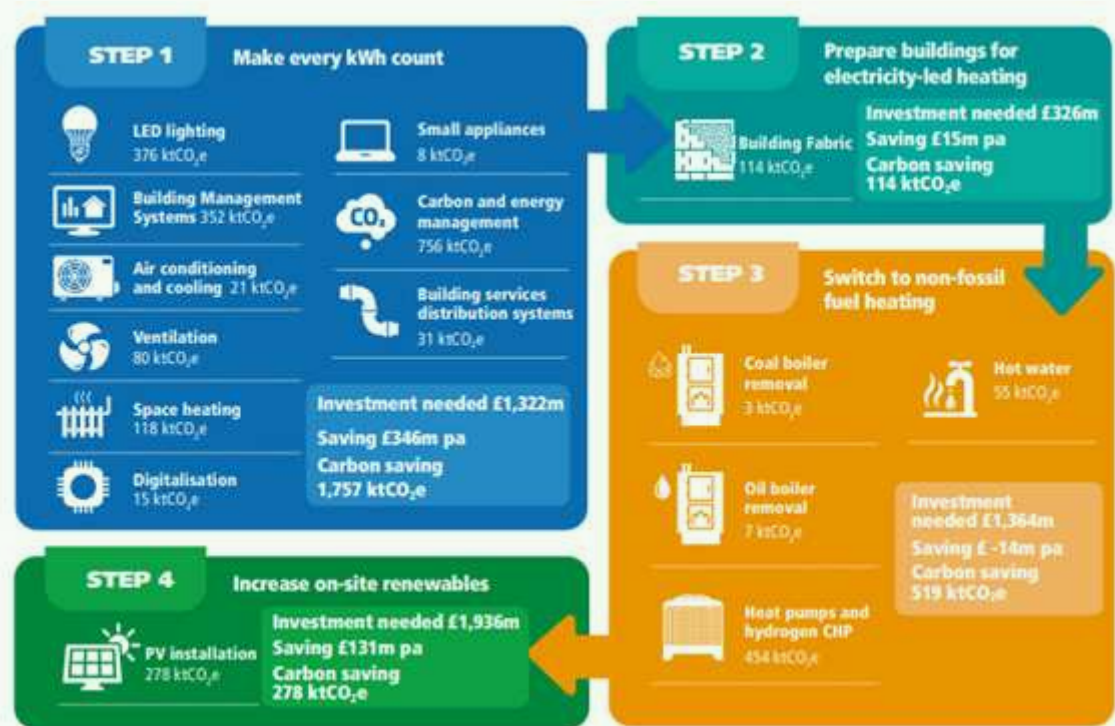 STEP 1
Make every kWh count
LED lighting
376 ktCO₂e
Building Management
Systems 352 ktCO₂e
Air conditioning
and cooling 21 ktCO₂e
Ventilation
80 ktCO₂e
Space heating
118 ktCO₂e
Digitalisation
15 ktCO₂e
Small appliances
8 ktCO₂e
CO₂
Carbon and energy
management
756 ktCO₂e
Building services
distribution systems
31 ktCO₂e
Investment needed £1,322m
Saving £346m pa
Carbon saving
1,757 ktCO₂e
STEP 2
Prepare buildings for
electricity-led heating
Building Fabric
114 ktCO₂e
Investment needed £326m
Saving £15m pa
Carbon saving
114 ktCO₂e
STEP 3
Switch to non-fossil
fuel heating
Coal boiler
removal
3 ktCO₂e
Oil boiler
removal
7 ktCO₂e
Heat pumps and
hydrogen CHP
454 ktCO₂e
Hot water
55 ktCO₂e
Investment
needed £1,364m
Saving £ -14m pa
Carbon saving
519 ktCO₂e
STEP 4
Increase on-site renewables
PV installation
278 ktCO₂e
Investment needed £1,936m
Saving £131m pa
Carbon saving
278 ktCO₂e